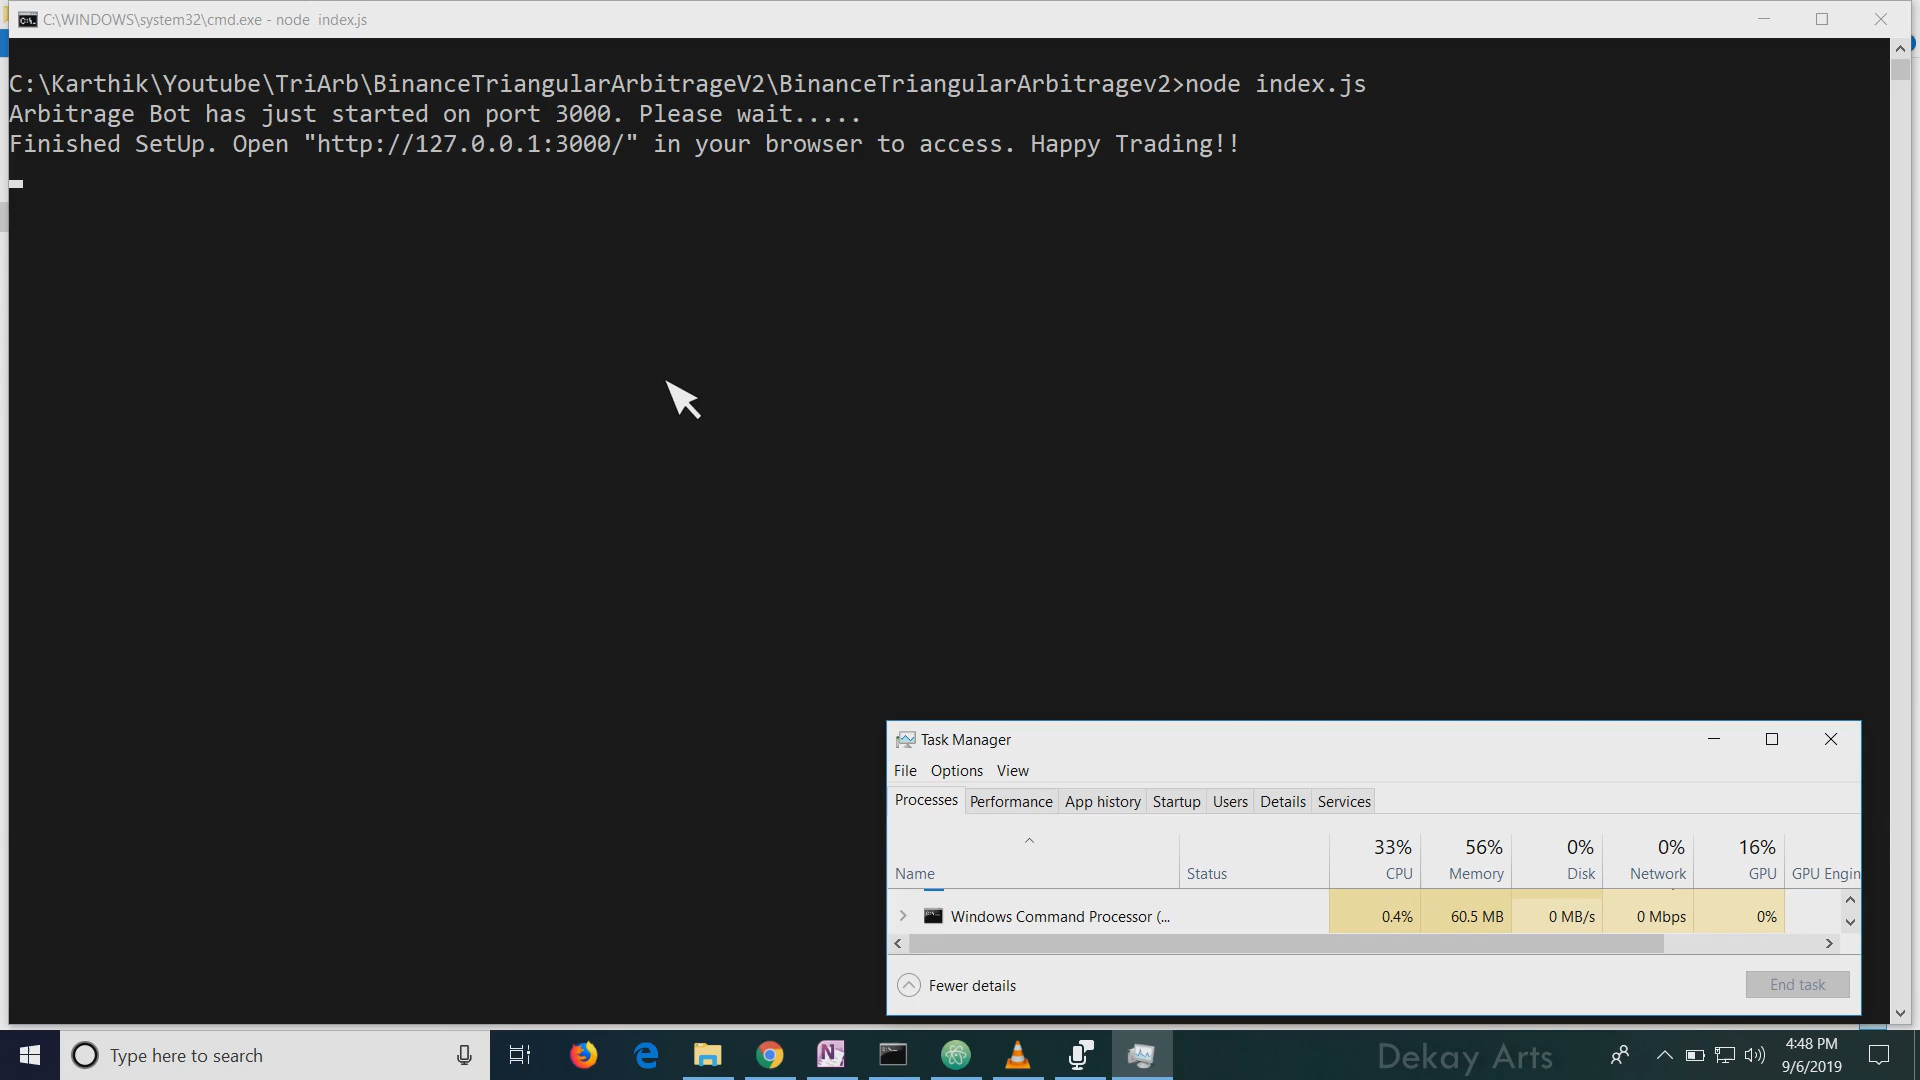 C:\WINDOWS\system32\cmd.exe - node  index.js
C:\Karthik\Youtube\TriArb\BinanceTriangularArbitrageV2\BinanceTriangularArbitragev2>node index.js
Arbitrage Bot has just started on port 3000. Please wait.....
Finished SetUp. Open "http://127.0.0.1:3000/" in your browser to access. Happy Trading!!
Task Manager
File Options View
Processes Performance App history Startup Users Details Services
33% 56% 0% 0% 16%
Name Status CPU Memory Disk Network GPU GPU Engin
Windows Command Processor (... 0.4% 60.5 MB 0 MB/s 0 Mbps 0%
Fewer details End task
Type here to search
Dekay Arts
4:48 PM
9/6/2019